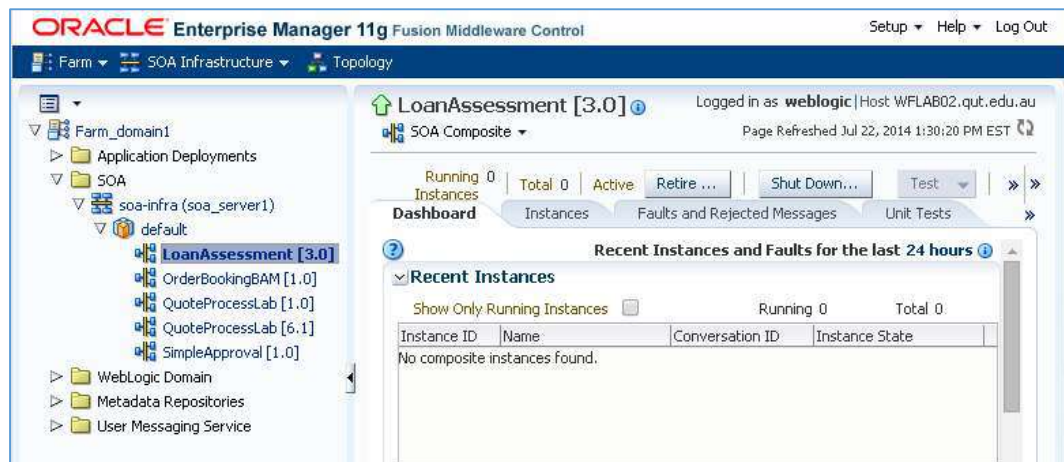 ORACLE Enterprise Manager 11g Fusion Middleware Control
Setup Help Log Out
Farm SOA Infrastructure Topology
Farm_domain1
Application Deployments
SOA
soa-infra (soa_server1)
default
LoanAssessment [3.0]
OrderBookingBAM [1.0]
QuoteProcessLab [1.0]
QuoteProcessLab [6.1]
SimpleApproval [1.0]
WebLogic Domain
Metadata Repositories
User Messaging Service
LoanAssessment [3.0]
Logged in as weblogic|Host WFLAB02.qut.edu.au
SOA Composite
Page Refreshed Jul 22, 2014 1:30:20 PM EST
Running Instances 0 Total 0 Active Retire ... Shut Down... Test
Dashboard Instances Faults and Rejected Messages Unit Tests
Recent Instances and Faults for the last 24 hours
Recent Instances
Show Only Running Instances Running 0 Total 0
Instance ID Name Conversation ID Instance State
No composite instances found.